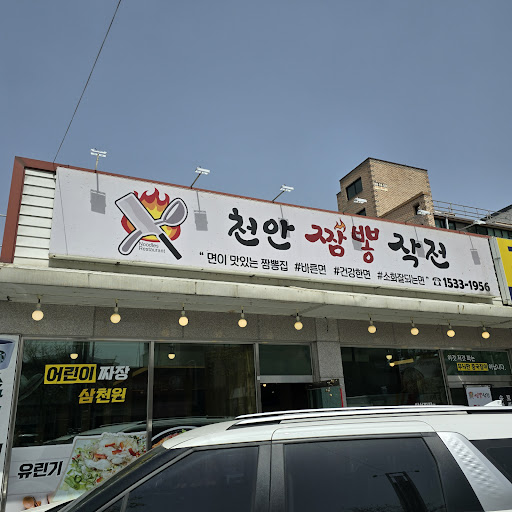 천안 짬뽕 작전
Noodles
Restaurant
"면이 맛있는 짬뽕집 #바른면 #건강한면 #소화잘되는면" ☎1533-1956
어린이 짜장
삼천원
유린기